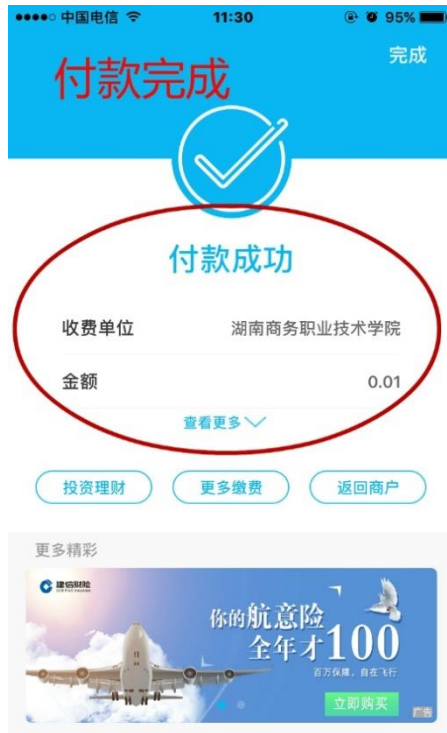 中国电信 11:30 95%
完成
付款完成
付款成功
收费单位 湖南商务职业技术学院
金额 0.01
查看更多
投资理财 更多缴费 返回商户
更多精彩
建信财险
你的航意险
全年才100
百万保障，自在飞行
立即购买
广告